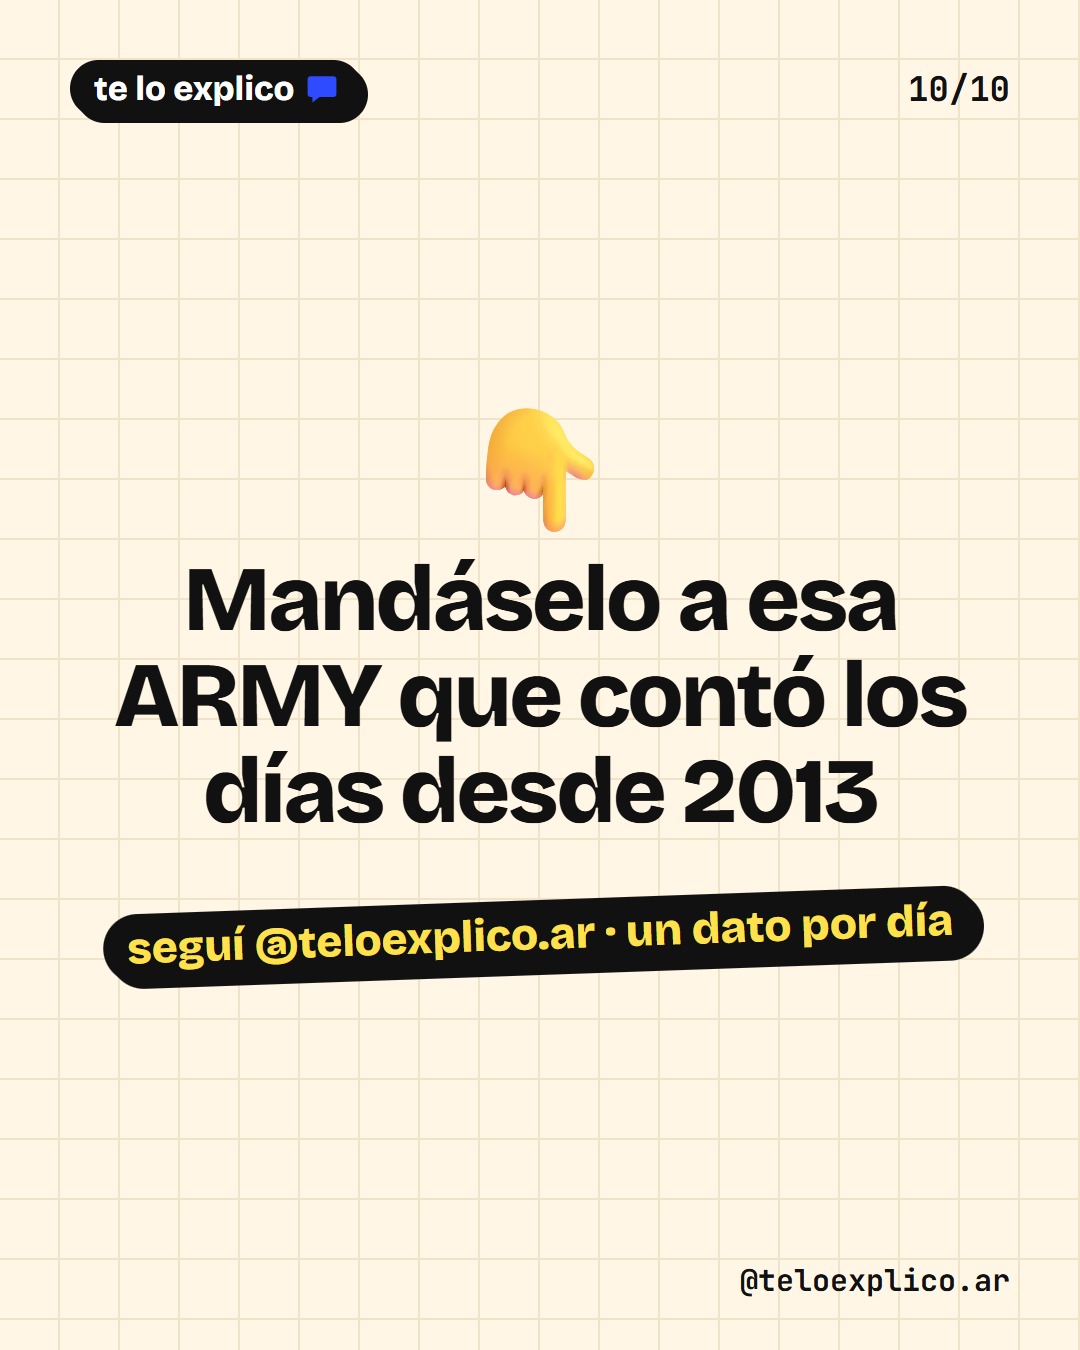 te lo explico
10/10
Mandáselo a esa
ARMY que contó los
días desde 2013
seguí @teloexplico.ar · un dato por día
@teloexplico.ar